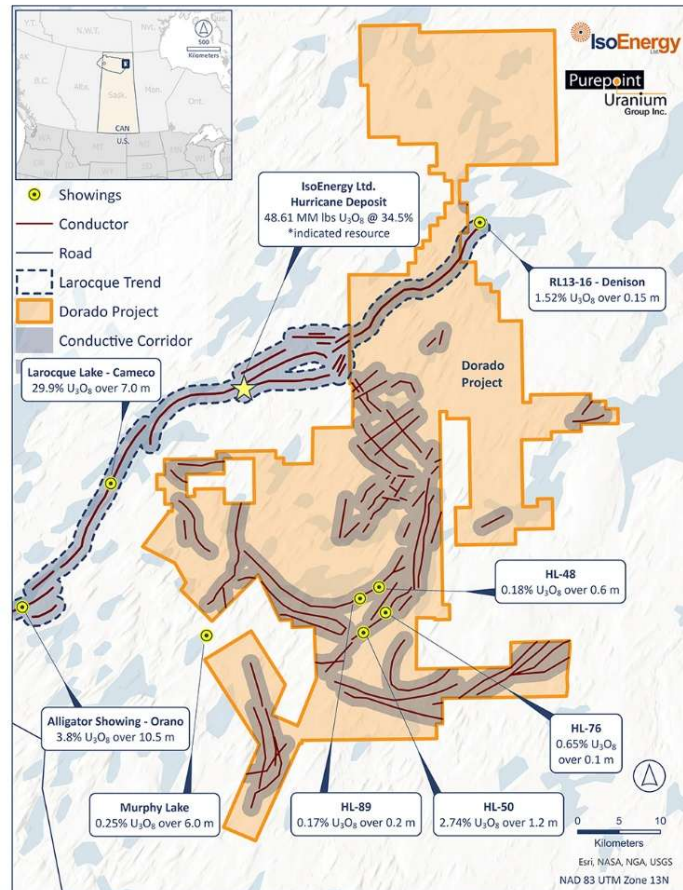 Y.T.
N.W.T.
NVT.
B.C.
Alta.
Sask.
Man.
Ont.
CAN
U.S.
500
Kilometers
IsoEnergy
Ltd.
Purepoint
Uranium
Group Inc.
Showings
Conductor
Road
Larocque Trend
Dorado Project
Conductive Corridor
IsoEnergy Ltd.
Hurricane Deposit
48.61 MM lbs U₃O₈ @ 34.5%
*indicated resource
RL13-16 - Denison
1.52% U₃O₈ over 0.15 m
Larocque Lake - Cameco
29.9% U₃O₈ over 7.0 m
Dorado
Project
HL-48
0.18% U₃O₈ over 0.6 m
Alligator Showing - Orano
3.8% U₃O₈ over 10.5 m
HL-76
0.65% U₃O₈
over 0.1 m
Murphy Lake
0.25% U₃O₈ over 6.0 m
HL-89
0.17% U₃O₈ over 0.2 m
HL-50
2.74% U₃O₈ over 1.2 m
0 5 10
Kilometers
Esri, NASA, NGA, USGS
NAD 83 UTM Zone 13N